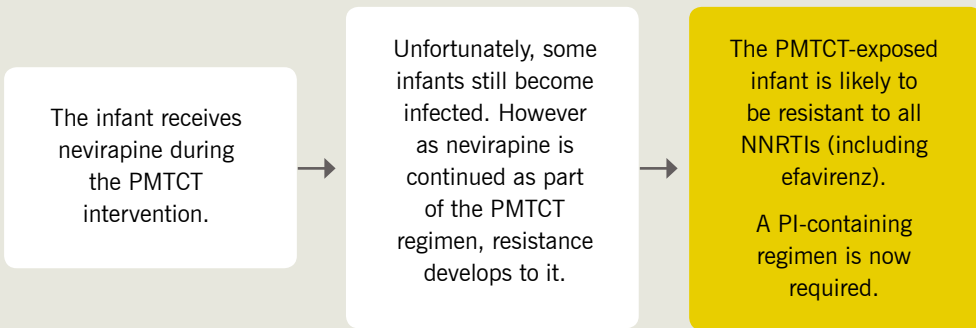 The infant receives
nevirapine during
the PMTCT
intervention.
Unfortunately, some
infants still become
infected. However
as nevirapine is
continued as part
of the PMTCT
regimen, resistance
develops to it.
The PMTCT-exposed
infant is likely to
be resistant to all
NNRTIs (including
efavirenz).
A PI-containing
regimen is now
required.